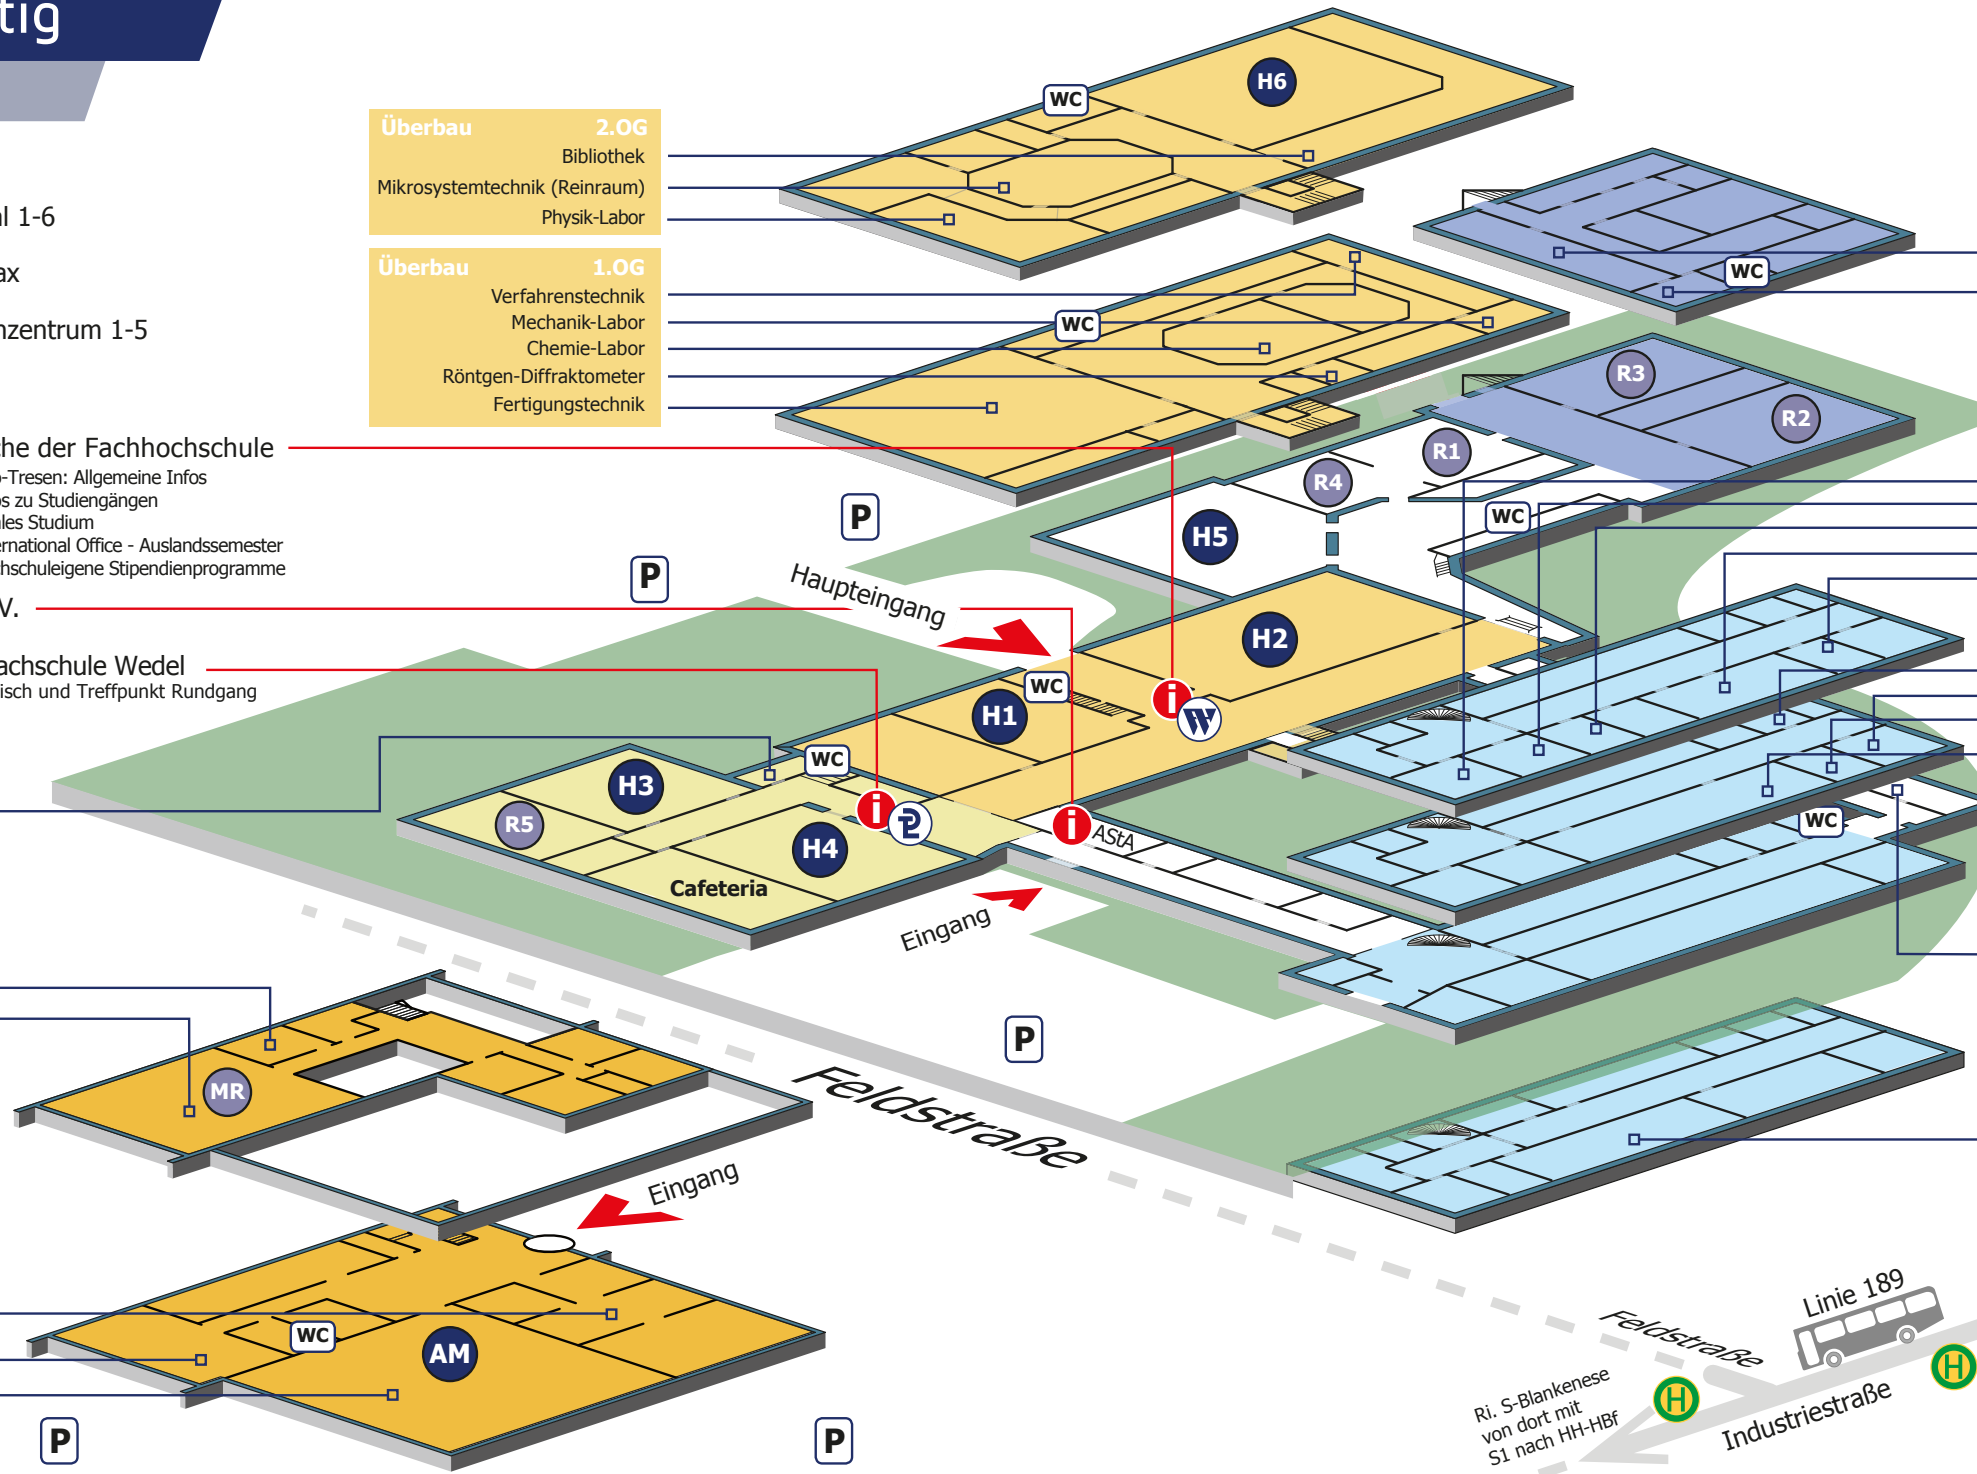 tig
l 1-6
ax
nzentrum 1-5
Überbau 2.OG
Bibliothek
Mikrosystemtechnik (Reinraum)
Physik-Labor
Überbau 1.OG
Verfahrenstechnik
Mechanik-Labor
Chemie-Labor
Röntgen-Diffraktometer
Fertigungstechnik
che der Fachhochschule
o-Tresen: Allgemeine Infos
os zu Studiengängen
ales Studium
ernational Office - Auslandssemester
chschuleigene Stipendienprogramme
V.
achschule Wedel
isch und Treffpunkt Rundgang
H6
WC
WC
WC
R3
R2
R1
R4
H5
WC
P
P
Haupteingang
H2
WC
H1
i
W
WC
H3
R5
i
H4
Cafeteria
i
AStA
WC
Eingang
P
MR
Feldstraße
Eingang
WC
AM
P
P
Linie 189
Feldstraße
H
H
Industriestraße
Ri. S-Blankenese
von dort mit
S1 nach HH-HBf